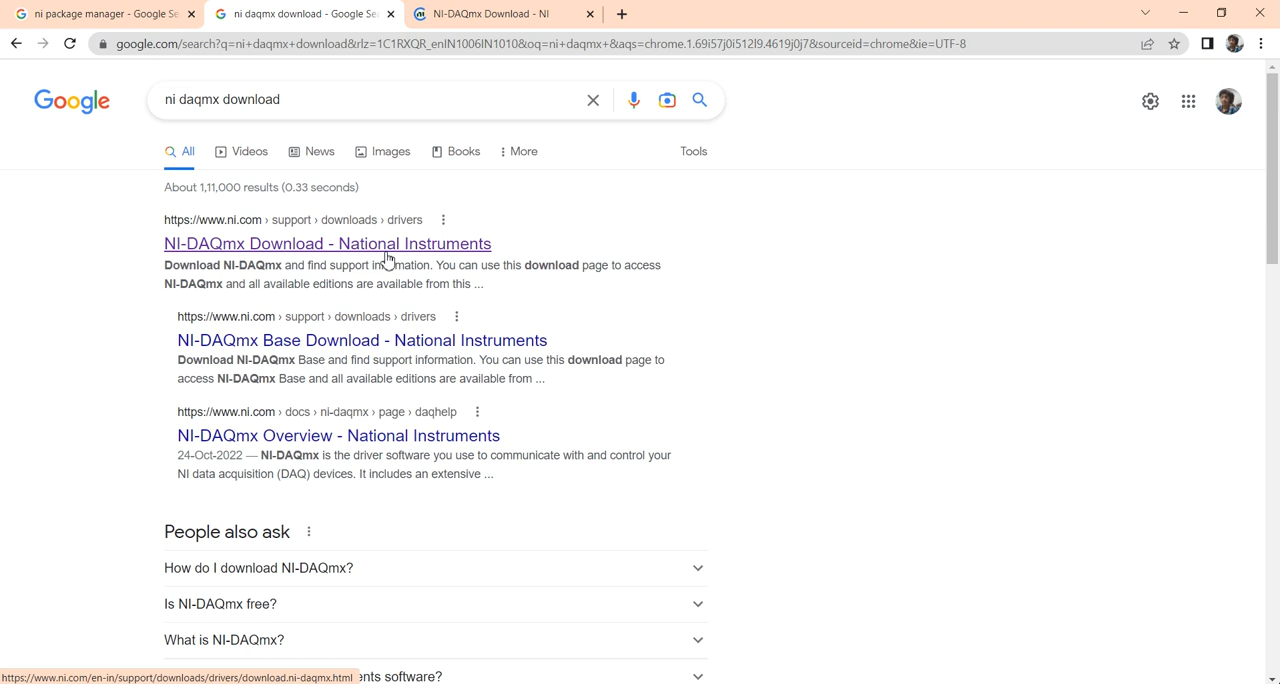 ni package manager - Google Se
ni daqmx download - Google Se
NI-DAQmx Download - NI
google.com/search?q=ni+daqmx+download&rlz=1C1RXQR_enIN1006IN1010&oq=ni+daqmx+&aqs=chrome.1.69i57j0i512l9.4619j0j7&sourceid=chrome&ie=UTF-8
Google
ni daqmx download
All
Videos
News
Images
Books
More
Tools
About 1,11,000 results (0.33 seconds)
https://www.ni.com › support › downloads › drivers
NI-DAQmx Download - National Instruments
Download NI-DAQmx and find support information. You can use this download page to access
NI-DAQmx and all available editions are available from this ...
https://www.ni.com › support › downloads › drivers
NI-DAQmx Base Download - National Instruments
Download NI-DAQmx Base and find support information. You can use this download page to
access NI-DAQmx Base and all available editions are available from ...
https://www.ni.com › docs › ni-daqmx › page › daqhelp
NI-DAQmx Overview - National Instruments
24-Oct-2022 — NI-DAQmx is the driver software you use to communicate with and control your
NI data acquisition (DAQ) devices. It includes an extensive ...
People also ask
How do I download NI-DAQmx?
Is NI-DAQmx free?
What is NI-DAQmx?
ents software?
https://www.ni.com/en-in/support/downloads/drivers/download.ni-daqmx.html